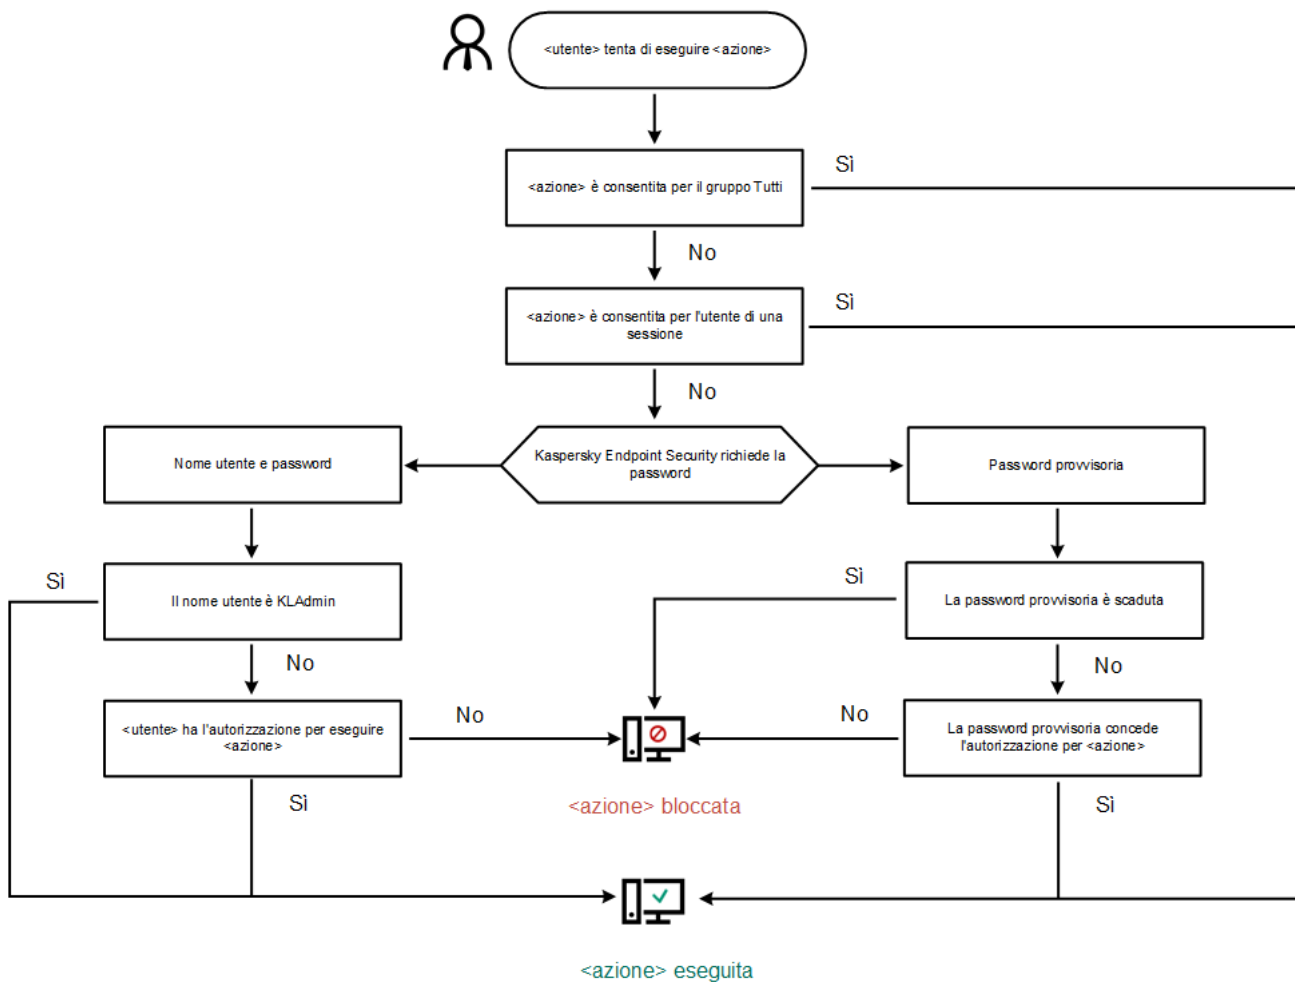 <utente> tenta di eseguire <azione>
Sì
<azione> è consentita per il gruppo Tutti
No
Sì
<azione> è consentita per l'utente di una
sessione
No
Nome utente e password
Kaspersky Endpoint Security richiede la
password
Password provvisoria
Sì
Il nome utente è KLAdmin
Sì
La password provvisoria è scaduta
No
No
<utente> ha l'autorizzazione per eseguire
<azione>
No
No
La password provvisoria concede
l'autorizzazione per <azione>
Sì
<azione> bloccata
Sì
<azione> eseguita